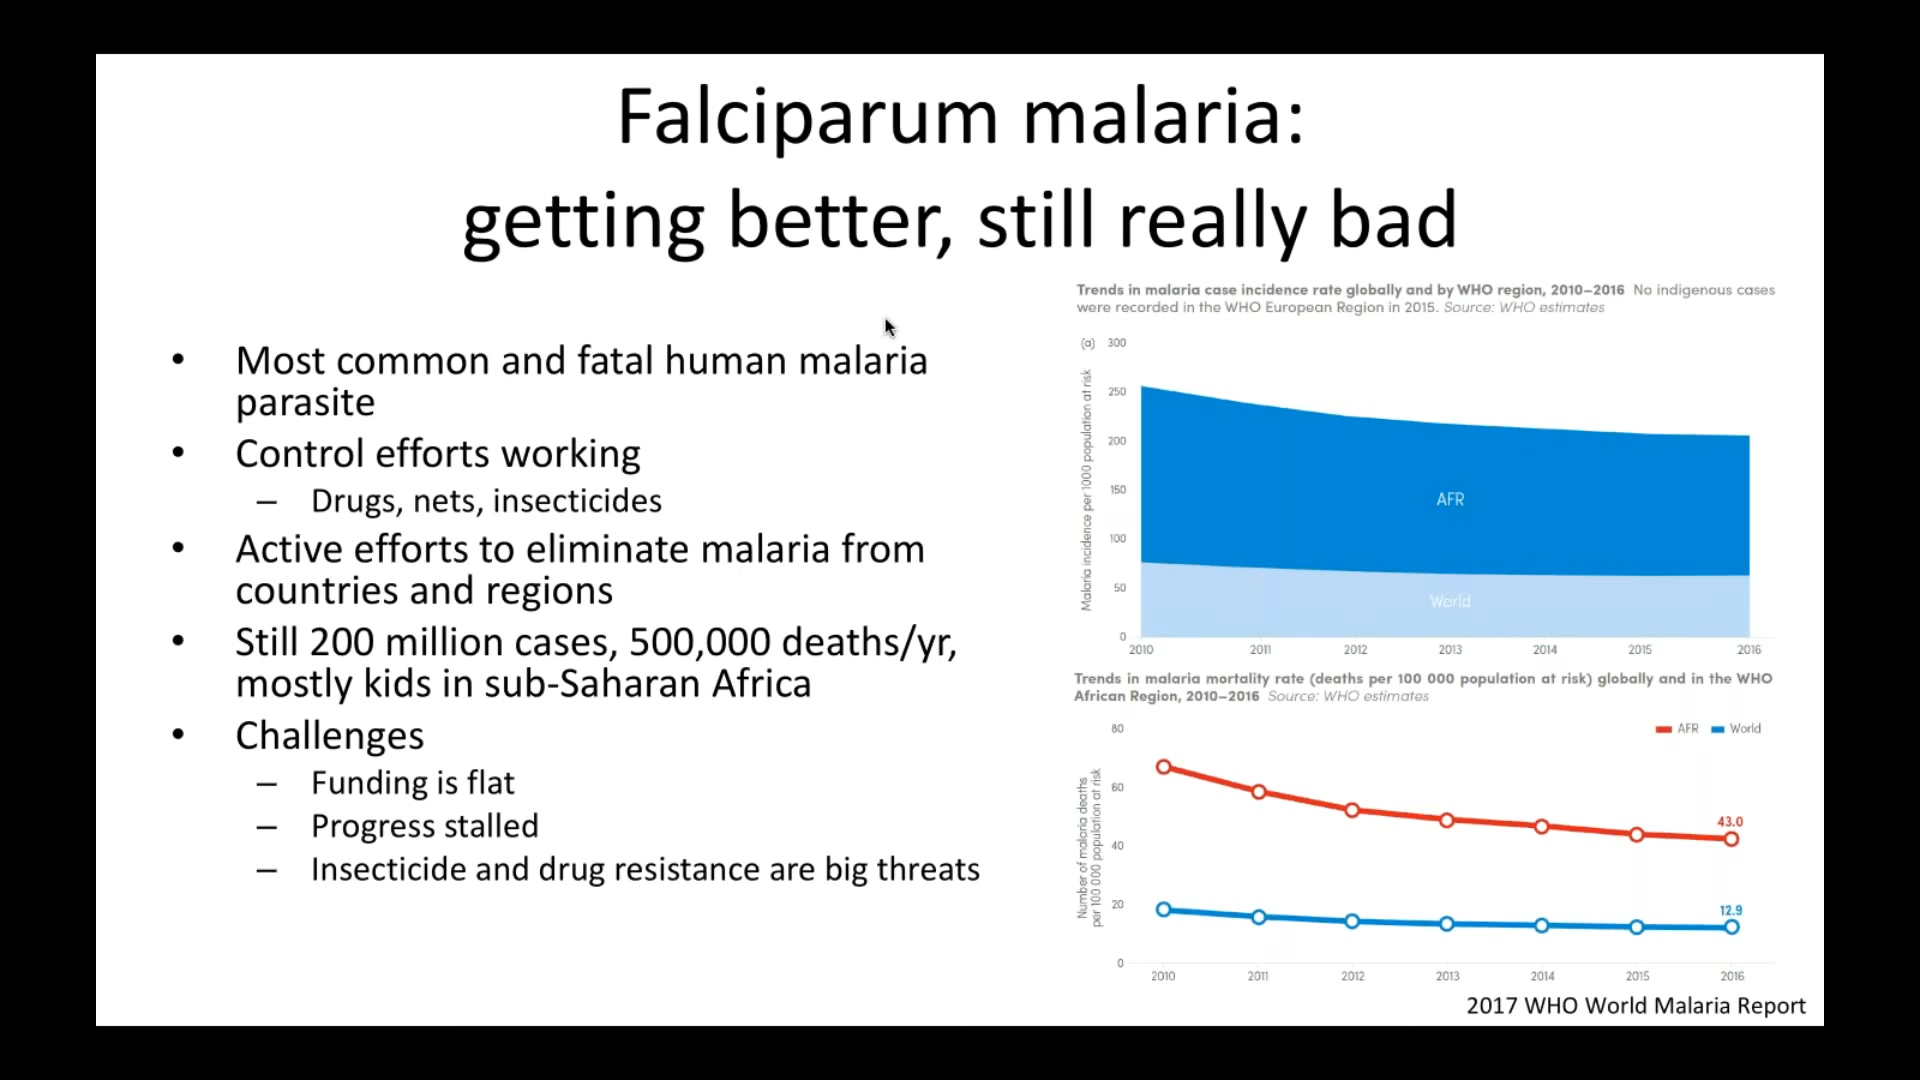 Falciparum malaria:
getting better, still really bad
• Most common and fatal human malaria
parasite
• Control efforts working
– Drugs, nets, insecticides
• Active efforts to eliminate malaria from
countries and regions
• Still 200 million cases, 500,000 deaths/yr,
mostly kids in sub-Saharan Africa
• Challenges
– Funding is flat
– Progress stalled
– Insecticide and drug resistance are big threats
Trends in malaria case incidence rate globally and by WHO region, 2010–2016 No indigenous cases
were recorded in the WHO European Region in 2015. Source: WHO estimates
(a)
Malaria incidence per 1000 population at risk
300
250
200
150
100
50
0
AFR
World
2010 2011 2012 2013 2014 2015 2016
Trends in malaria mortality rate (deaths per 100 000 population at risk) globally and in the WHO
African Region, 2010–2016 Source: WHO estimates
Number of malaria deaths
per 100 000 population at risk
80
60
40
20
0
AFR World
43.0
12.9
2010 2011 2012 2013 2014 2015 2016
2017 WHO World Malaria Report